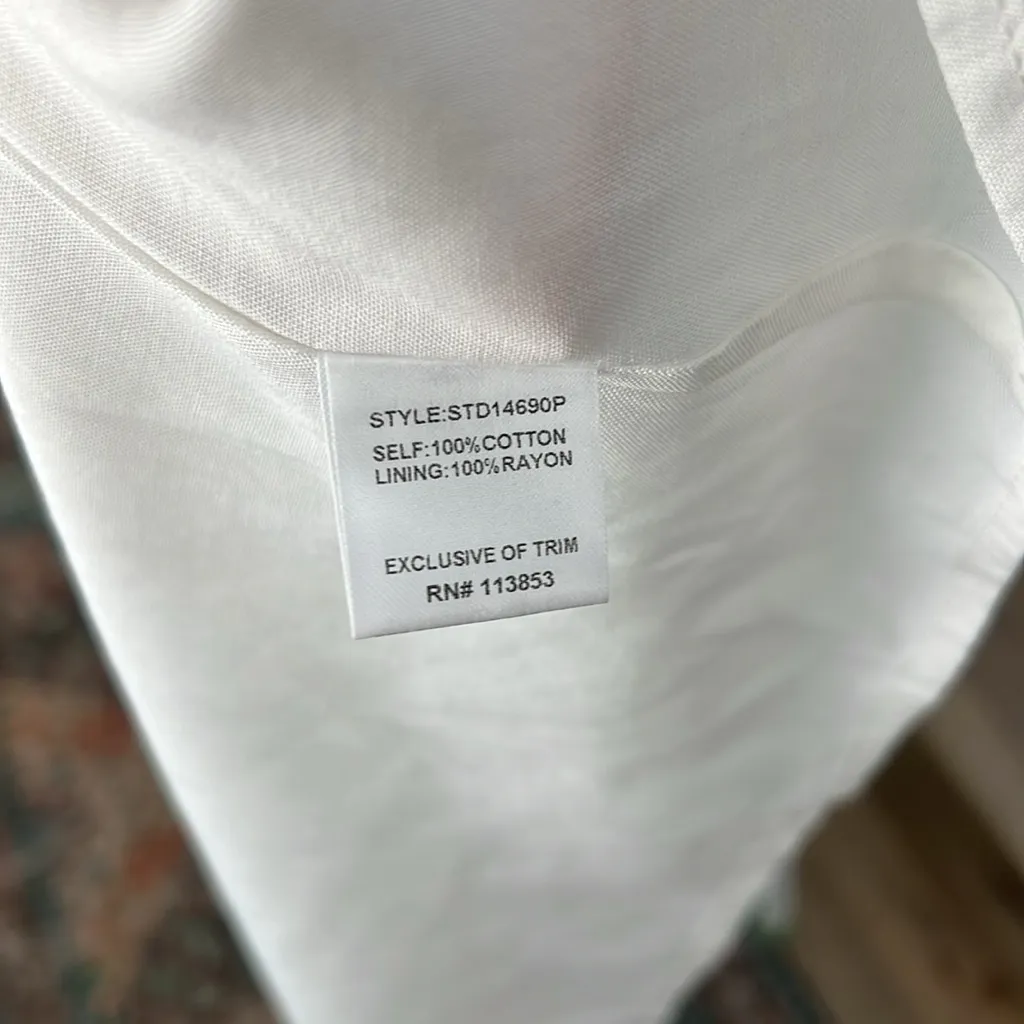 STYLE:STD14690P
SELF:100%COTTON
LINING:100%RAYON
EXCLUSIVE OF TRIM
RN# 113853